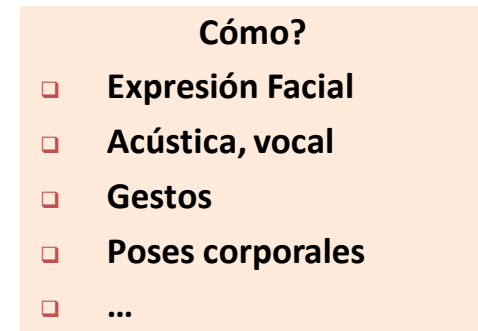 Cómo?
❑ Expresión Facial
❑ Acústica, vocal
❑ Gestos
❑ Poses corporales
❑ ...